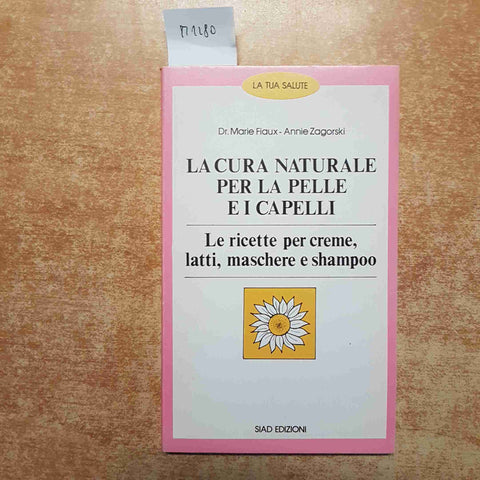 M1280
LA TUA SALUTE
Dr. Marie Fiaux - Annie Zagorski
LA CURA NATURALE
PER LA PELLE
E I CAPELLI
Le ricette per creme,
latti, maschere e shampoo
SIAD EDIZIONI